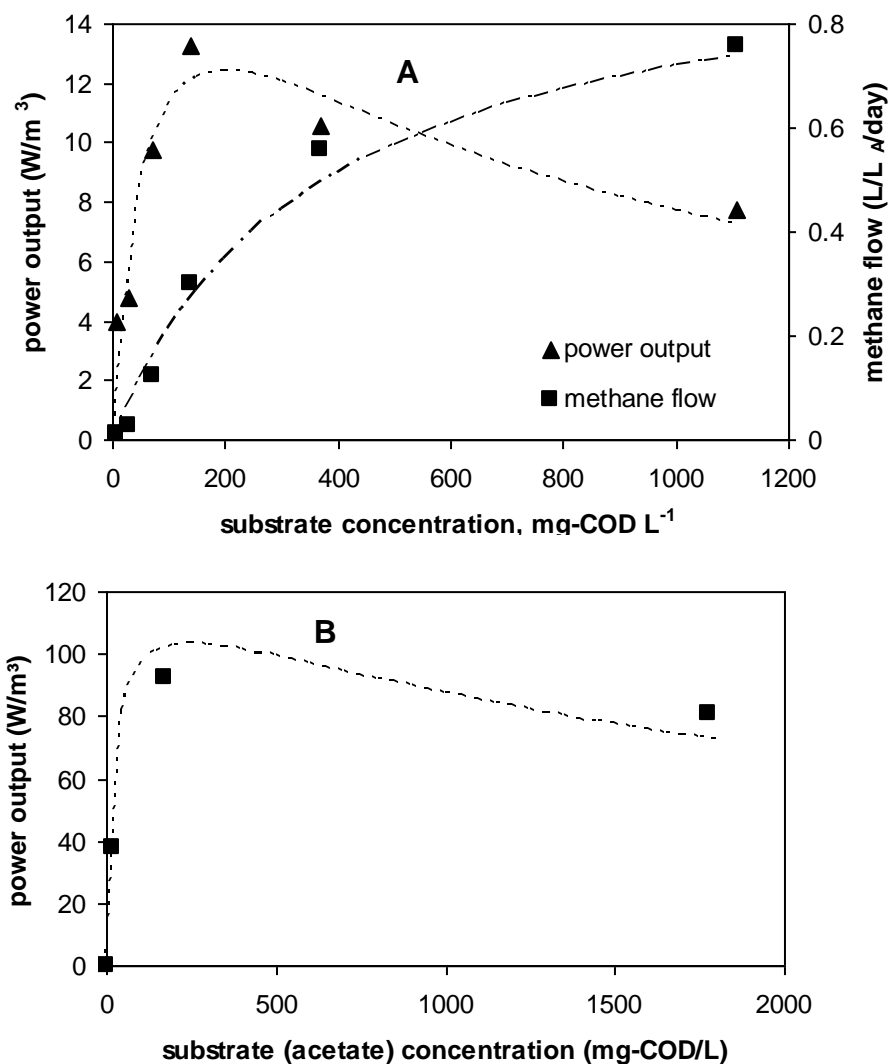 14
12
10
8
6
4
2
0
power output (W/m ³)
0.8
0.6
0.4
0.2
0
methane flow (L/L A/day)
A
power output
methane flow
0 200 400 600 800 1000 1200
substrate concentration, mg-COD L-1
120
100
80
60
40
20
0
power output (W/m³)
B
0 500 1000 1500 2000
substrate (acetate) concentration (mg-COD/L)